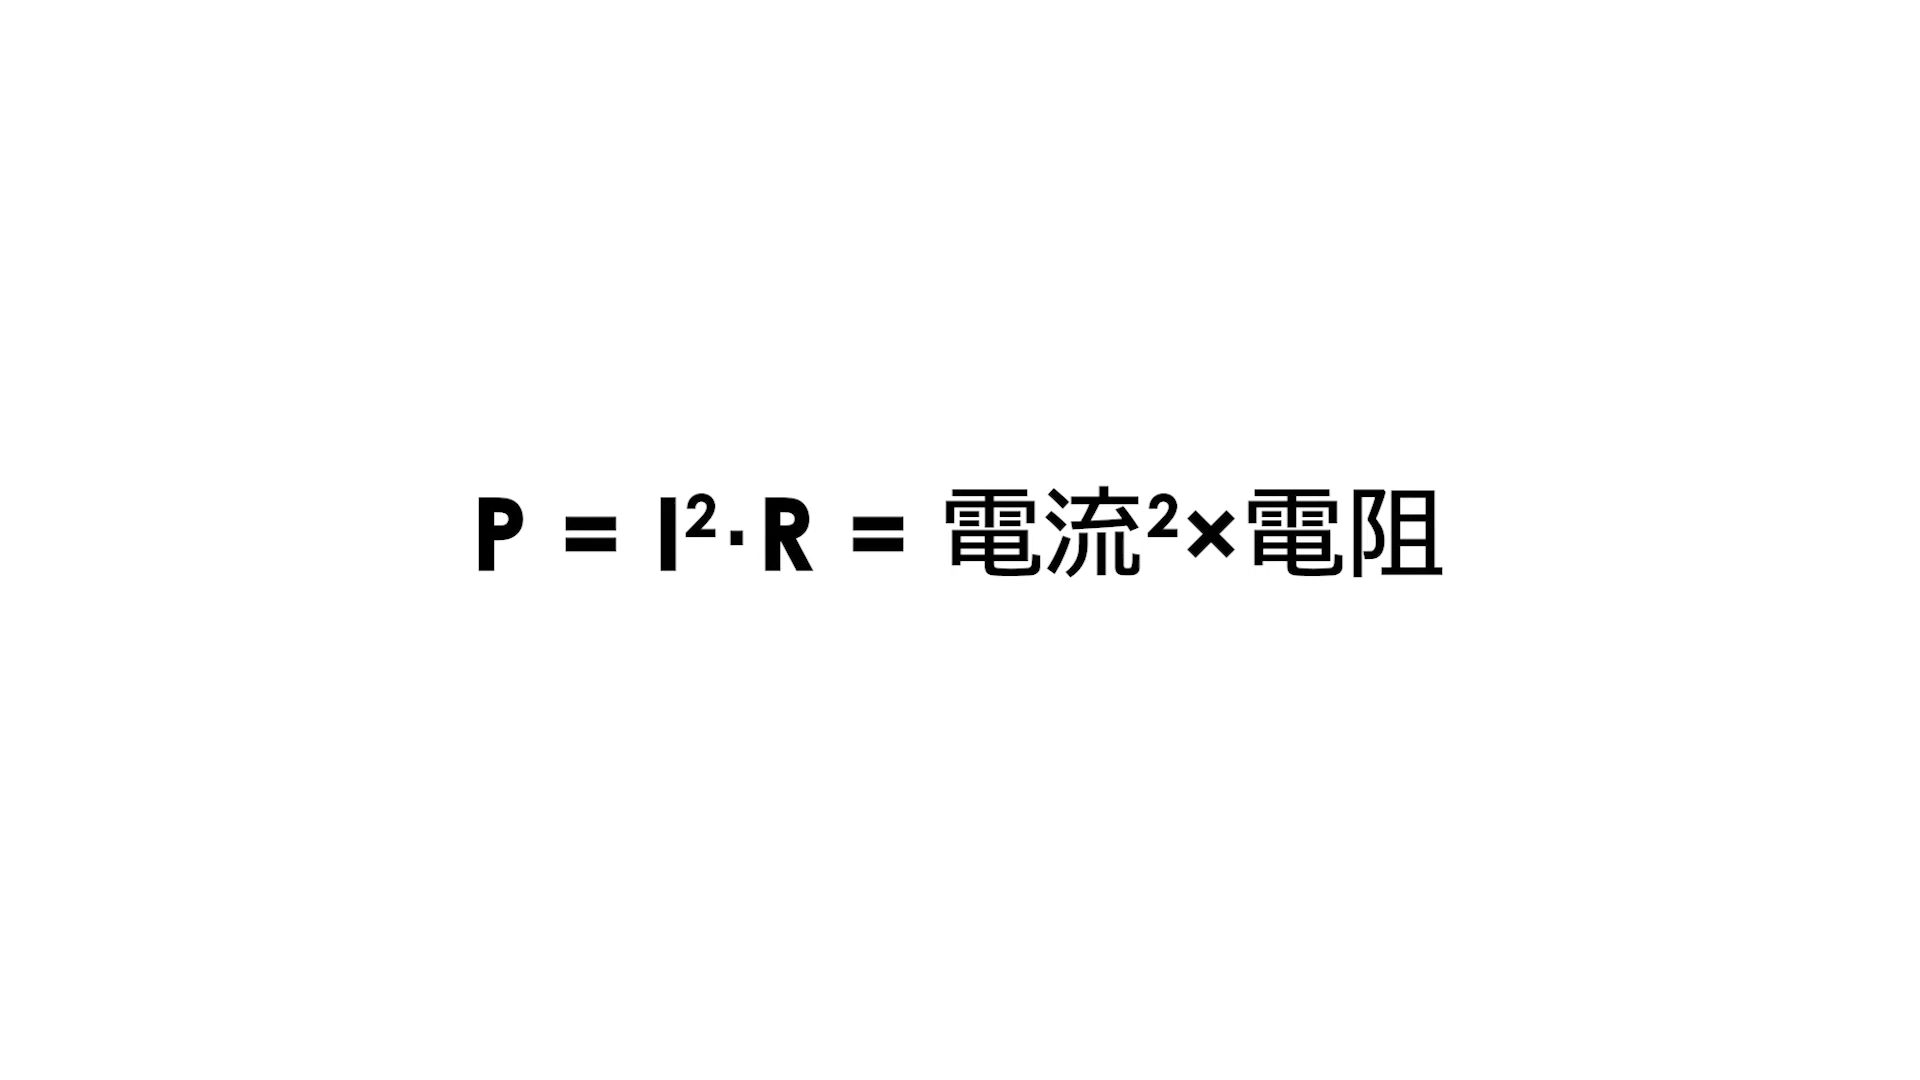 P = I²·R = 電流²×電阻